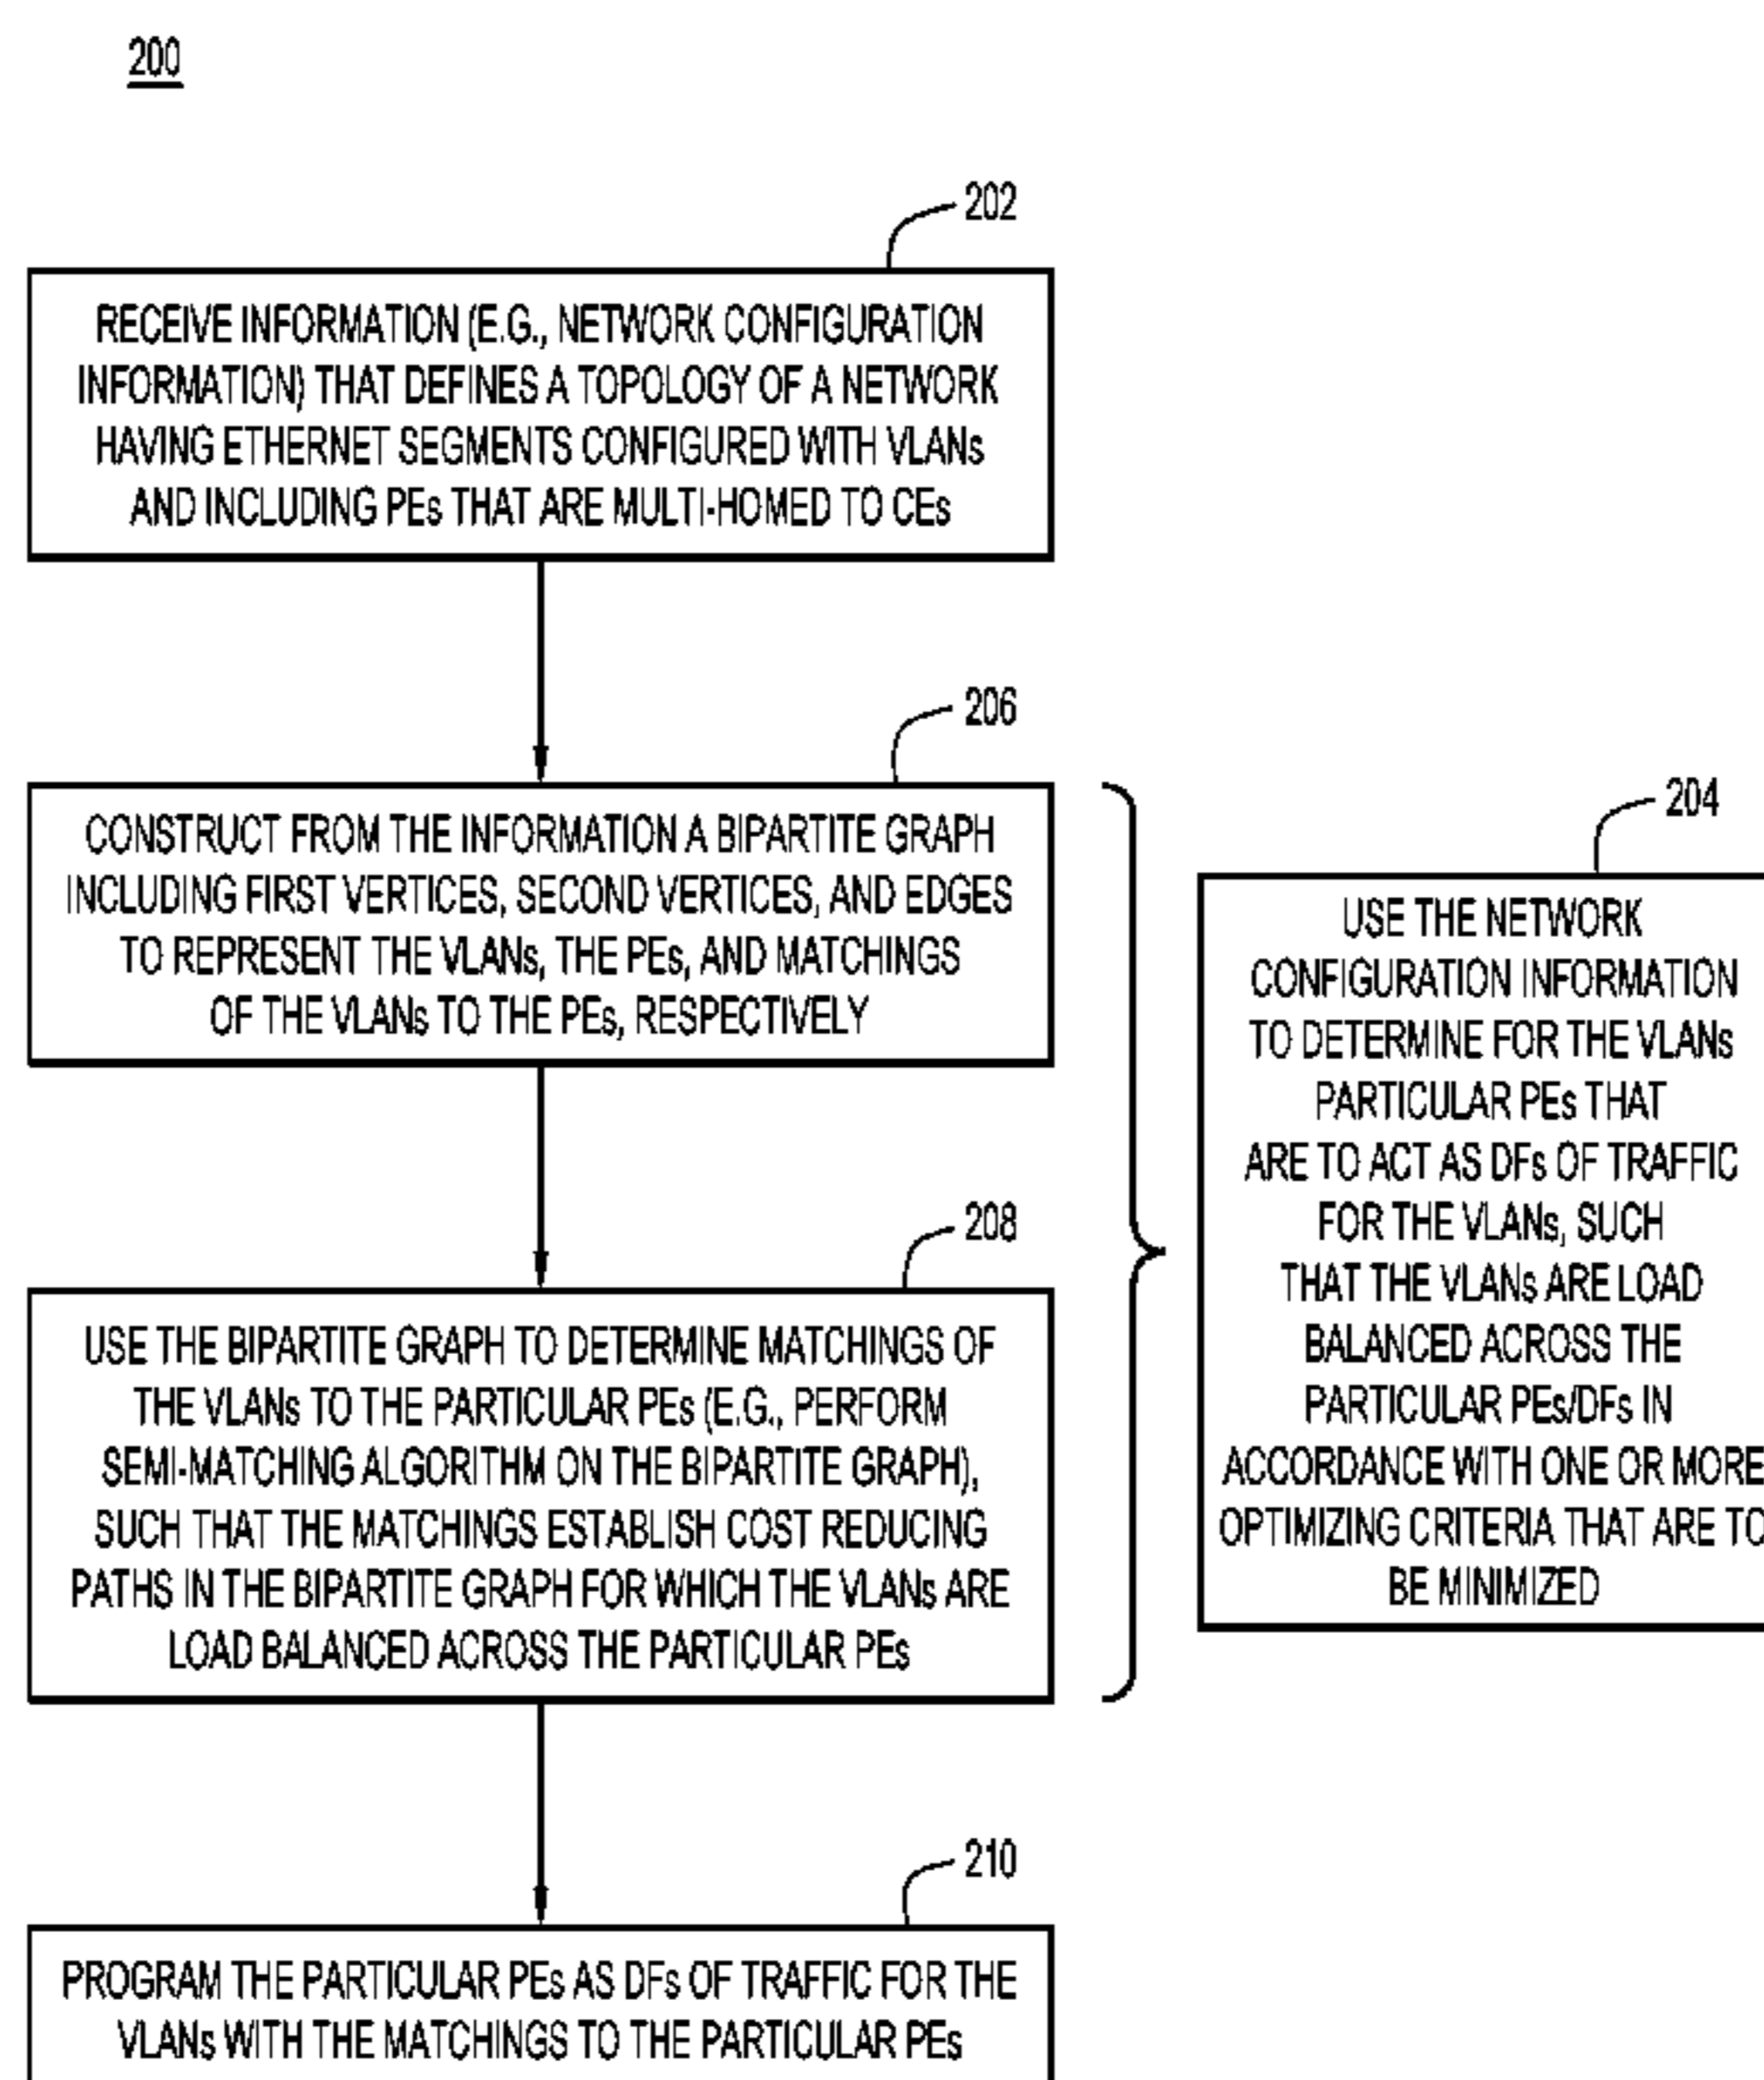 200
202
RECEIVE INFORMATION (E.G., NETWORK CONFIGURATION
INFORMATION) THAT DEFINES A TOPOLOGY OF A NETWORK
HAVING ETHERNET SEGMENTS CONFIGURED WITH VLANs
AND INCLUDING PEs THAT ARE MULTI-HOMED TO CEs
206
CONSTRUCT FROM THE INFORMATION A BIPARTITE GRAPH
INCLUDING FIRST VERTICES, SECOND VERTICES, AND EDGES
TO REPRESENT THE VLANs, THE PEs, AND MATCHINGS
OF THE VLANs TO THE PEs, RESPECTIVELY
204
USE THE NETWORK
CONFIGURATION INFORMATION
TO DETERMINE FOR THE VLANs
PARTICULAR PEs THAT
ARE TO ACT AS DFs OF TRAFFIC
FOR THE VLANs, SUCH
THAT THE VLANs ARE LOAD
BALANCED ACROSS THE
PARTICULAR PEs/DFs IN
ACCORDANCE WITH ONE OR MORE
OPTIMIZING CRITERIA THAT ARE TO
BE MINIMIZED
208
USE THE BIPARTITE GRAPH TO DETERMINE MATCHINGS OF
THE VLANs TO THE PARTICULAR PEs (E.G., PERFORM
SEMI-MATCHING ALGORITHM ON THE BIPARTITE GRAPH),
SUCH THAT THE MATCHINGS ESTABLISH COST REDUCING
PATHS IN THE BIPARTITE GRAPH FOR WHICH THE VLANs ARE
LOAD BALANCED ACROSS THE PARTICULAR PEs
210
PROGRAM THE PARTICULAR PEs AS DFs OF TRAFFIC FOR THE
VLANs WITH THE MATCHINGS TO THE PARTICULAR PEs